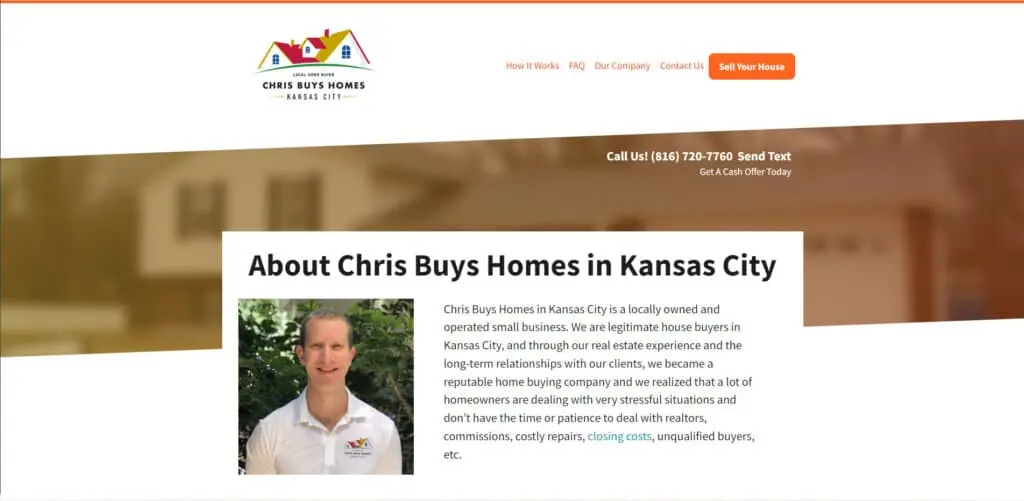 LOCAL HOME BUYER
CHRIS BUYS HOMES
KANSAS CITY
How It Works FAQ Our Company Contact Us Sell Your House
Call Us! (816) 720-7760 Send Text
Get A Cash Offer Today
About Chris Buys Homes in Kansas City
Chris Buys Homes in Kansas City is a locally owned and
operated small business. We are legitimate house buyers in
Kansas City, and through our real estate experience and the
long-term relationships with our clients, we became a
reputable home buying company and we realized that a lot of
homeowners are dealing with very stressful situations and
don't have the time or patience to deal with realtors,
commissions, costly repairs, closing costs, unqualified buyers,
etc.
CHRIS BUYS HOMES